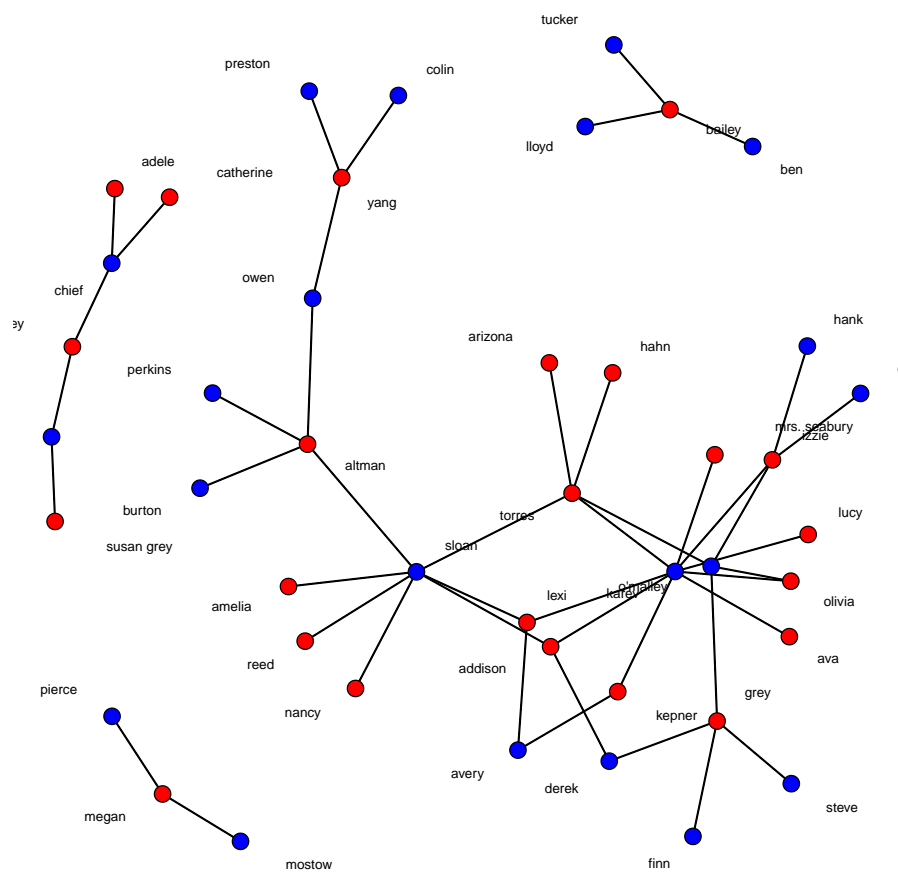 tucker
preston
colin
bailey
lloyd
adele
catherine
ben
yang
owen
chief
hank
ey
arizona
hahn
perkins
mrs. seabury
izzie
altman
burton
torres
lucy
susan grey
sloan
o'malley
karev
lexi
olivia
amelia
ava
reed
addison
grey
pierce
nancy
kepner
avery
derek
steve
megan
mostow
finn